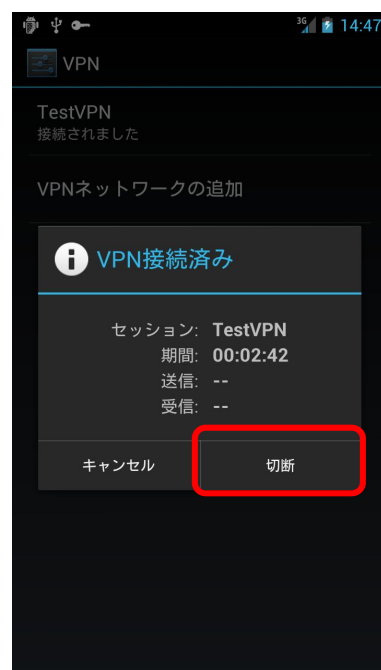 3G 14:47
VPN
TestVPN
接続されました
VPNネットワークの追加
VPN接続済み
セッション: TestVPN
期間: 00:02:42
送信: --
受信: --
キャンセル 切断